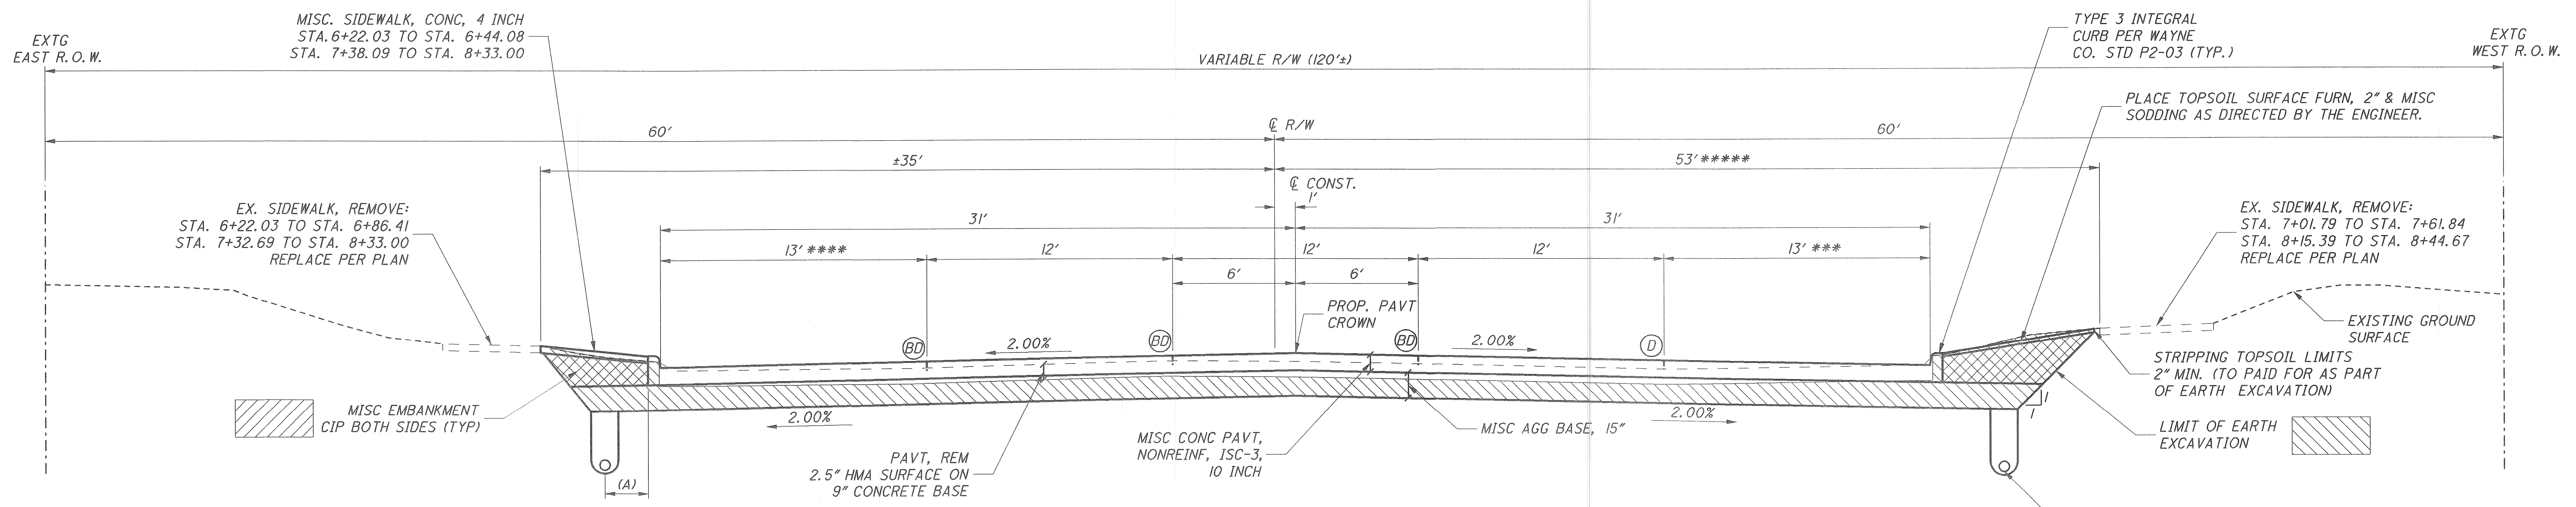 MISC. SIDEWALK, CONC, 4 INCH
STA.6+22.03 TO STA. 6+44.08
STA. 7+38.09 TO STA. 8+33.00
EXTG
EAST R.O.W.
VARIABLE R/W (120'±)
TYPE 3 INTEGRAL
CURB PER WAYNE
CO. STD P2-03 (TYP.)
EXTG
WEST R.O.W.
PLACE TOPSOIL SURFACE FURN, 2" & MISC
SODDING AS DIRECTED BY THE ENGINEER.
60'
℄ R/W
60'
±35'
53' *****
℄ CONST.
1'
EX. SIDEWALK, REMOVE:
STA. 6+22.03 TO STA. 6+86.41
STA. 7+32.69 TO STA. 8+33.00
REPLACE PER PLAN
31'
31'
EX. SIDEWALK, REMOVE:
STA. 7+01.79 TO STA. 7+61.84
STA. 8+15.39 TO STA. 8+44.67
REPLACE PER PLAN
13' ****
12'
12'
12'
13' ***
6'
6'
PROP. PAVT
CROWN
EXISTING GROUND
SURFACE
BD
2.00%
BD
BD
2.00%
D
STRIPPING TOPSOIL LIMITS
2" MIN. (TO PAID FOR AS PART
OF EARTH EXCAVATION)
MISC EMBANKMENT
CIP BOTH SIDES (TYP)
2.00%
2.00%
1
1
MISC AGG BASE, 15"
LIMIT OF EARTH
EXCAVATION
MISC CONC PAVT,
NONREINF, ISC-3,
10 INCH
PAVT, REM
2.5" HMA SURFACE ON
9" CONCRETE BASE
(A)